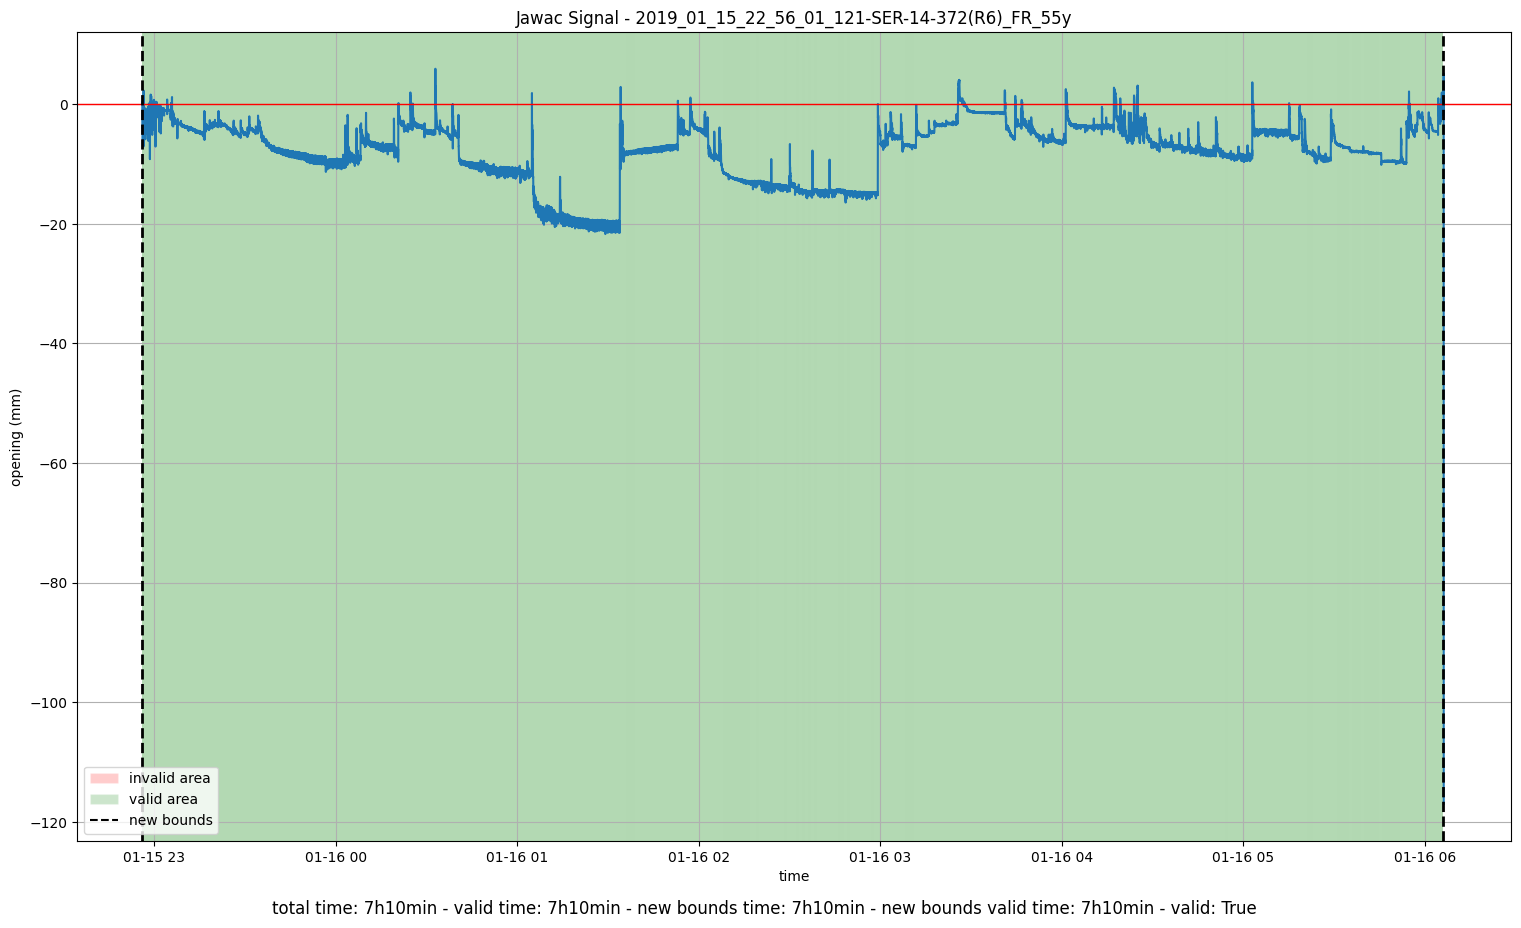 Jawac Signal - 2019_01_15_22_56_01_121-SER-14-372(R6)_FR_55y
opening (mm)
0
−20
−40
−60
−80
−100
−120
invalid area
valid area
new bounds
01-15 23 01-16 00 01-16 01 01-16 02 01-16 03 01-16 04 01-16 05 01-16 06
time
total time: 7h10min - valid time: 7h10min - new bounds time: 7h10min - new bounds valid time: 7h10min - valid: True